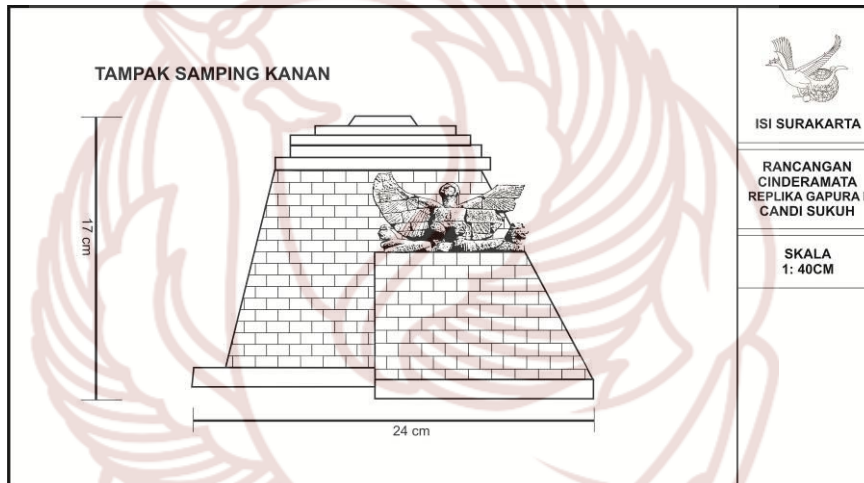 TAMPAK SAMPING KANAN
17 cm
24 cm
ISI SURAKARTA
RANCANGAN
CINDERAMATA
REPLIKA GAPURA I
CANDI SUKUH
SKALA
1: 40CM